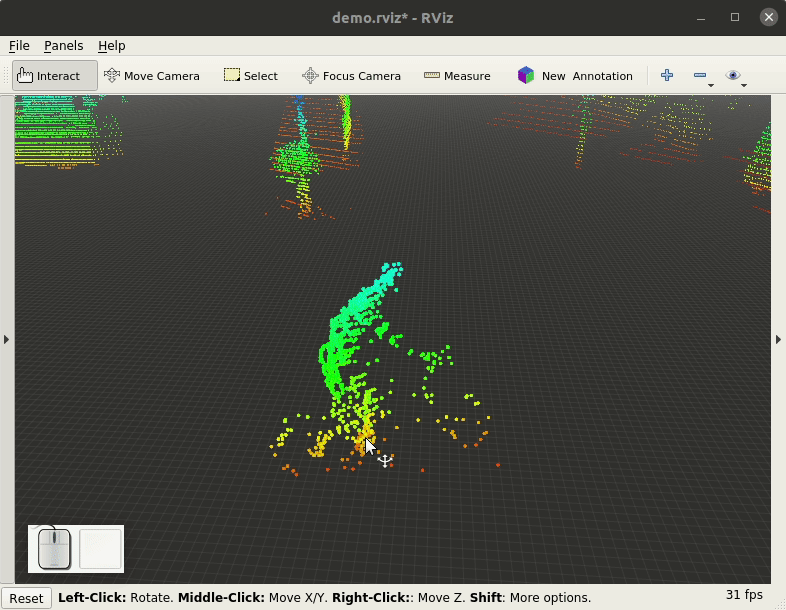 demo.rviz* - RViz
File Panels Help
Interact Move Camera Select Focus Camera Measure New Annotation
Reset Left-Click: Rotate. Middle-Click: Move X/Y. Right-Click:: Move Z. Shift: More options. 31 fps